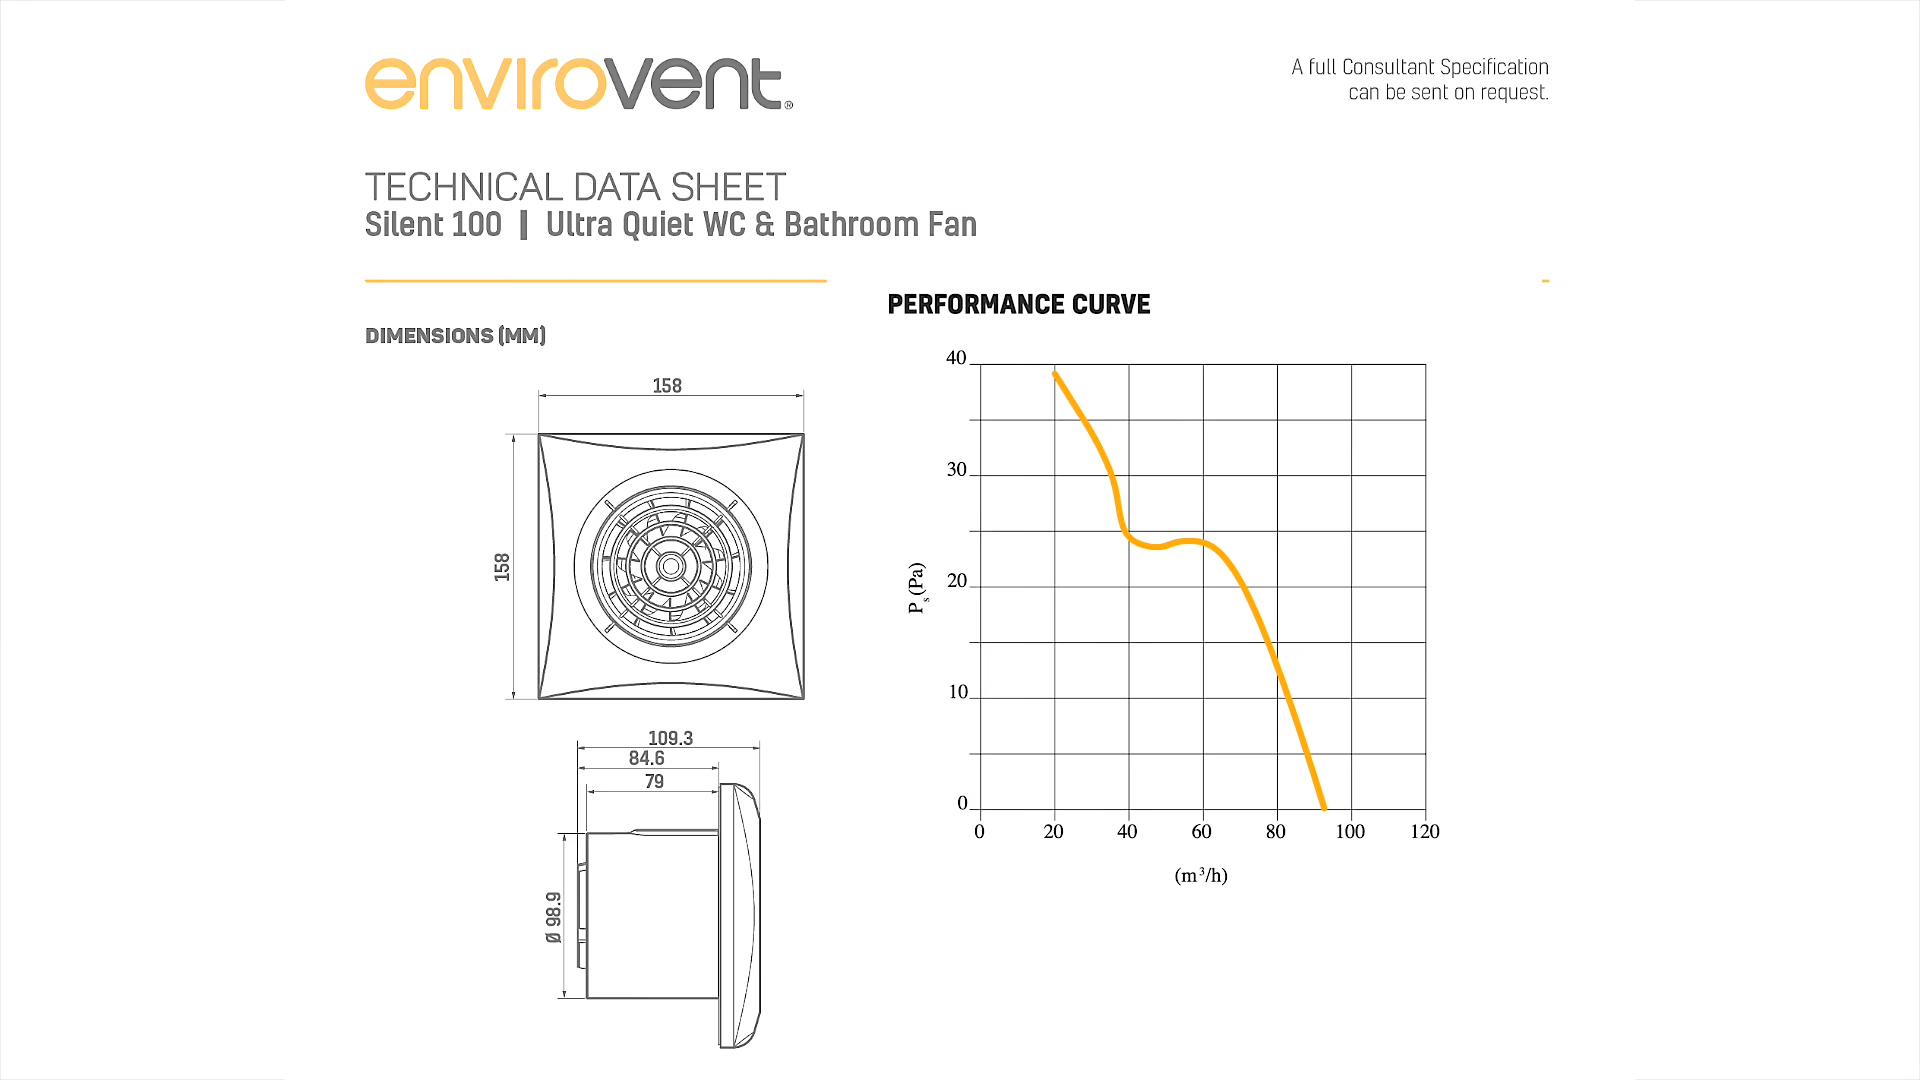 envirovent®
A full Consultant Specification
can be sent on request.
TECHNICAL DATA SHEET
Silent 100 | Ultra Quiet WC & Bathroom Fan
DIMENSIONS (MM)
158
158
109.3
84.6
79
Ø 98.9
PERFORMANCE CURVE
40
30
20
10
0
Ps (Pa)
0 20 40 60 80 100 120
(m³/h)